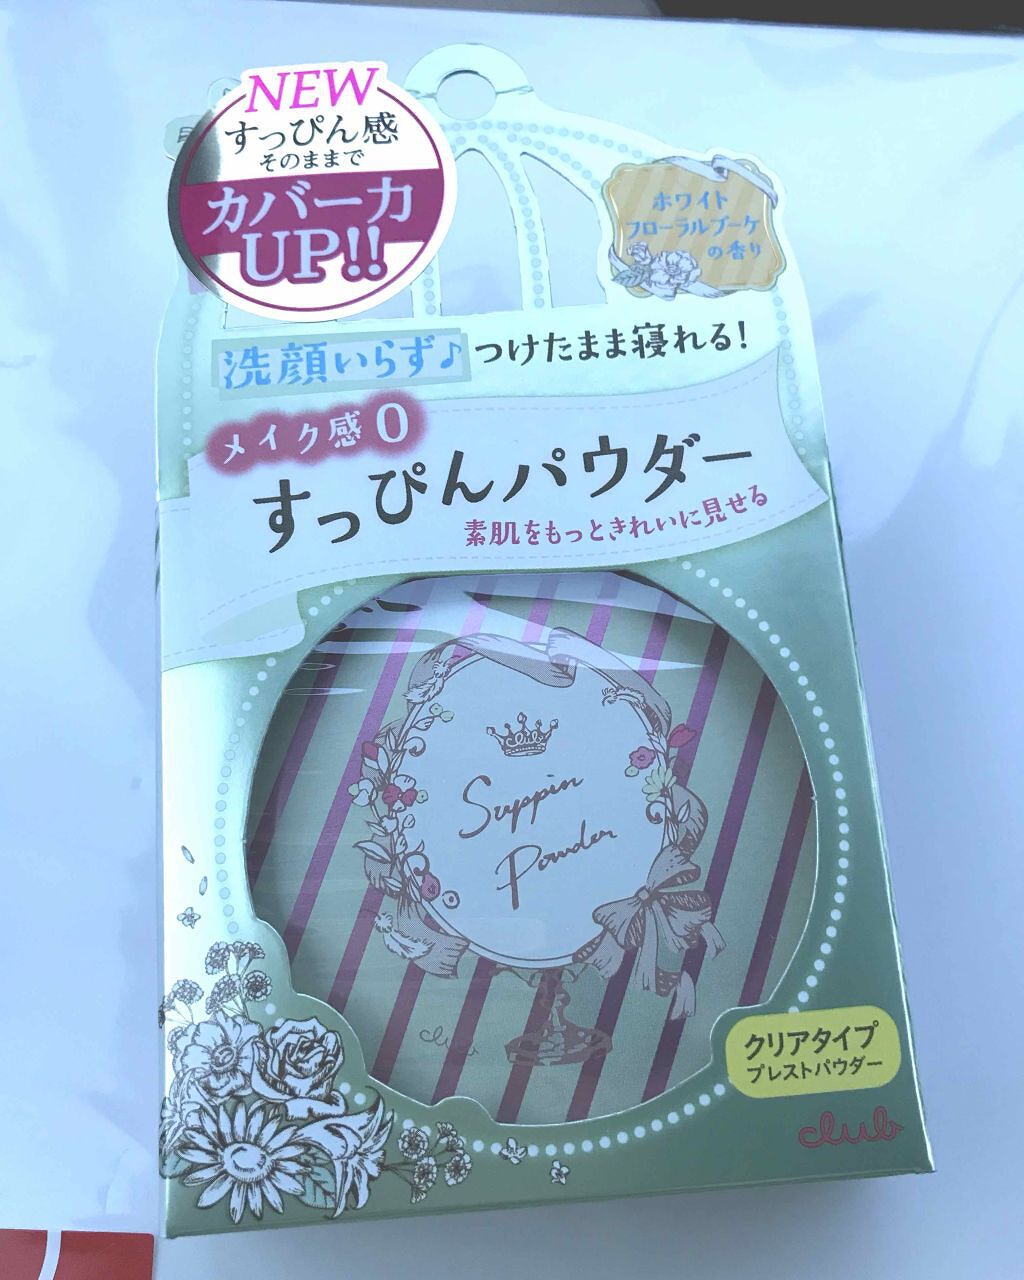 NEW
すっぴん感
そのままで
カバー力
UP!!
ホワイト
フローラルブーケ
の香り
洗顔いらず♪ つけたまま寝れる!
メイク感0
すっぴんパウダー
素肌をもっときれいに見せる
club
Suppin
Powder
club
クリアタイプ
プレストパウダー
club